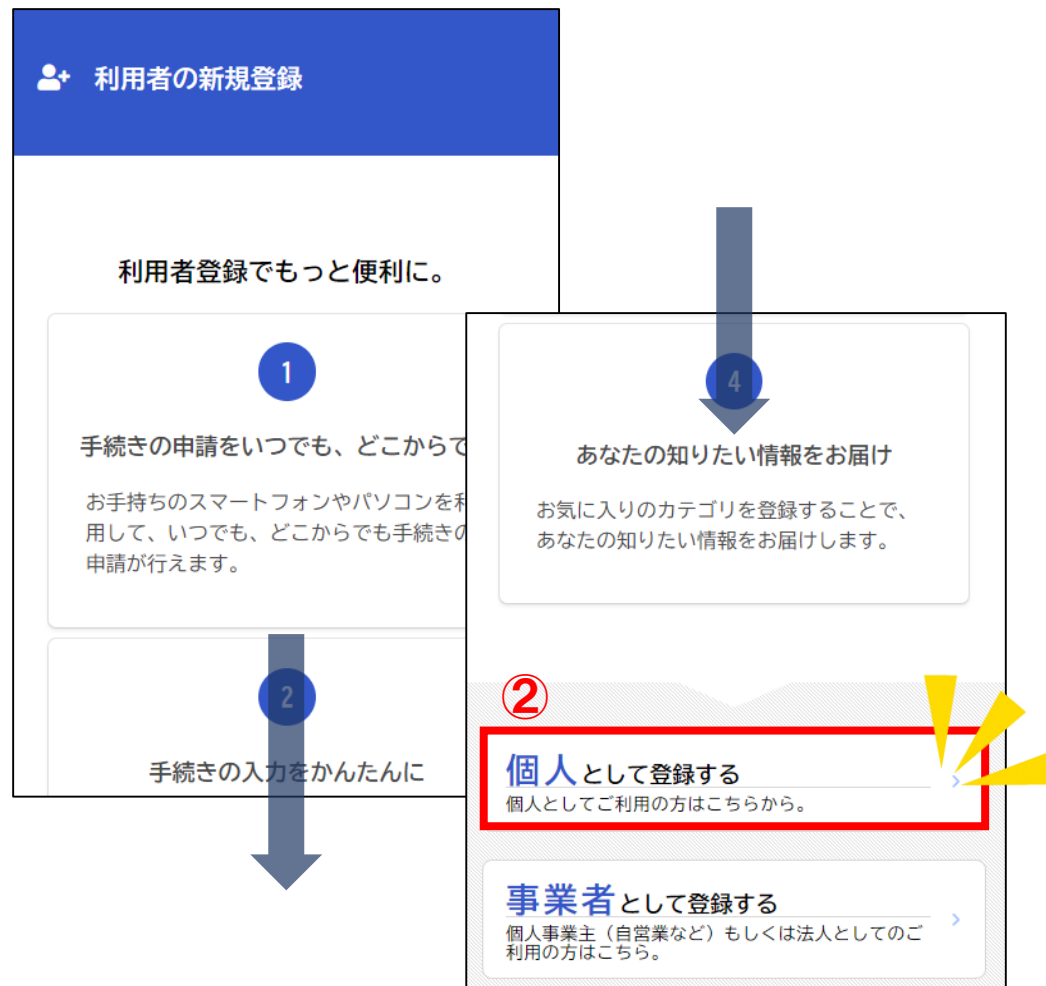 利用者の新規登録
利用者登録でもっと便利に。
1
手続きの申請をいつでも、どこからで
お手持ちのスマートフォンやパソコンを利
用して、いつでも、どこからでも手続きの
申請が行えます。
2
手続きの入力をかんたんに
4
あなたの知りたい情報をお届け
お気に入りのカテゴリを登録することで、
あなたの知りたい情報をお届けします。
②
個人として登録する
個人としてご利用の方はこちらから。
事業者として登録する
個人事業主（自営業など）もしくは法人としてのご
利用の方はこちら。